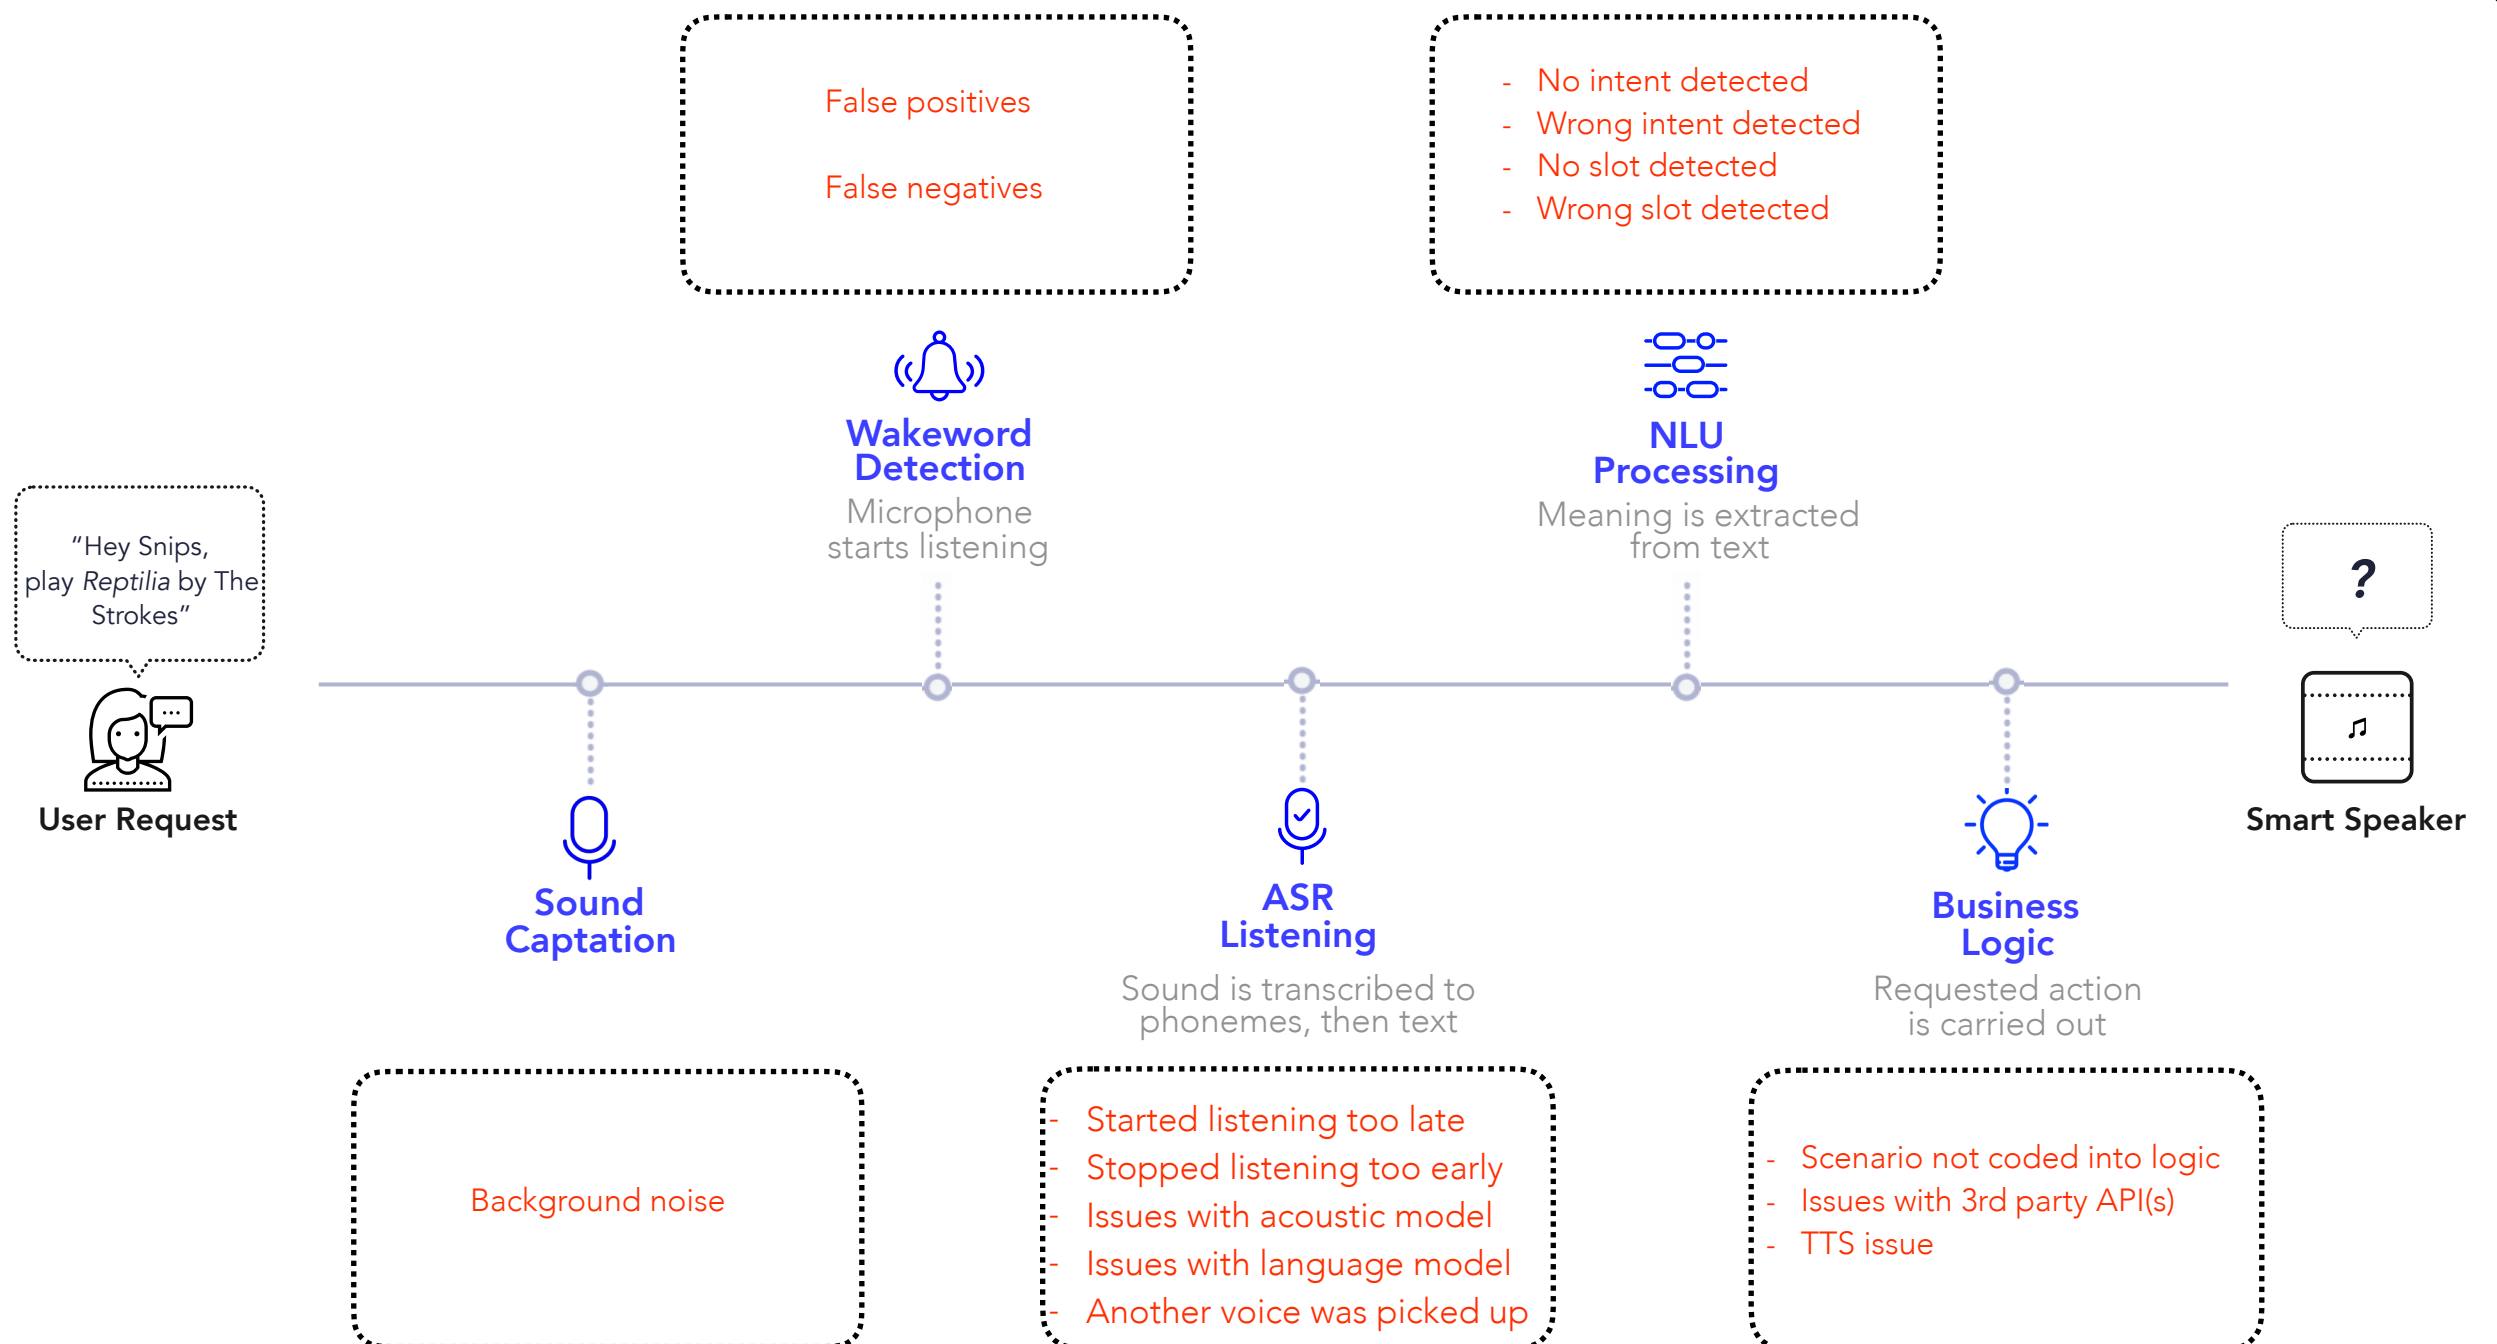 False positives
False negatives
- No intent detected
- Wrong intent detected
- No slot detected
- Wrong slot detected
Wakeword
Detection
Microphone
starts listening
NLU
Processing
Meaning is extracted
from text
“Hey Snips,
play Reptilia by The
Strokes”
User Request
?
Smart Speaker
Sound
Captation
ASR
Listening
Sound is transcribed to
phonemes, then text
Business
Logic
Requested action
is carried out
Background noise
- Started listening too late
- Stopped listening too early
- Issues with acoustic model
- Issues with language model
- Another voice was picked up
- Scenario not coded into logic
- Issues with 3rd party API(s)
- TTS issue